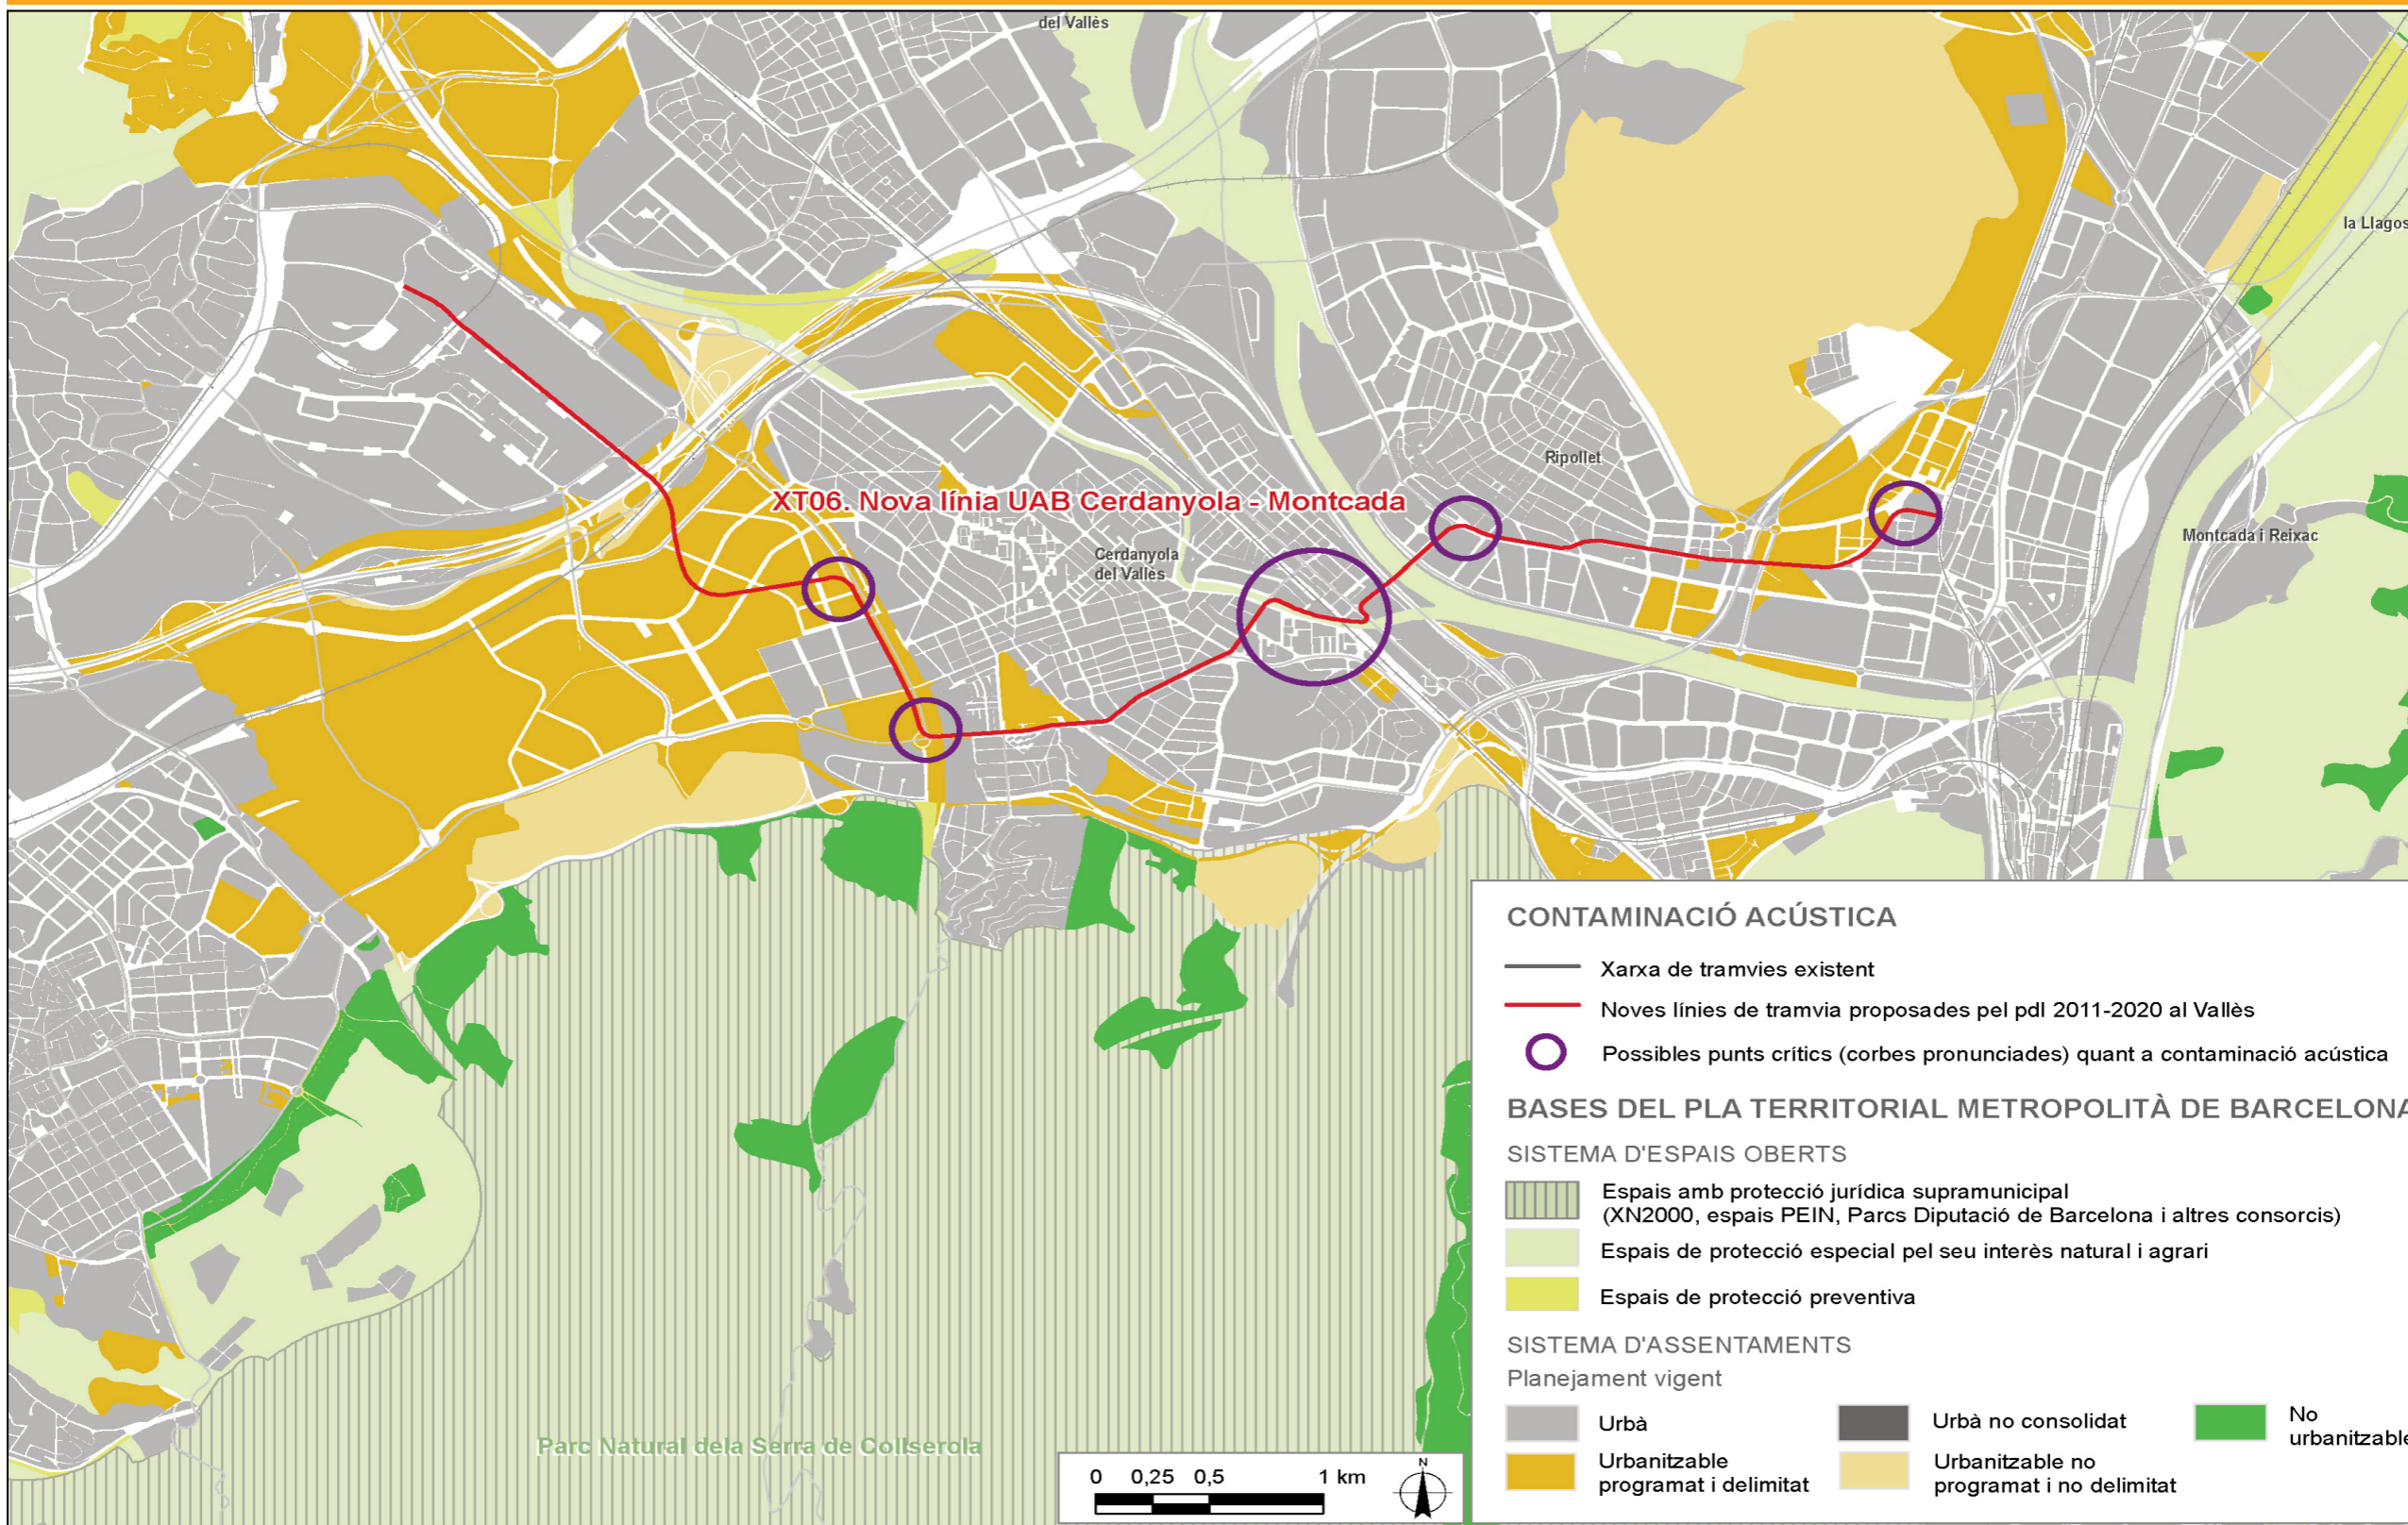 del Vallès
la Llagos
XT06. Nova línia UAB Cerdanyola - Montcada
Ripollet
Cerdanyola
del Vallès
Montcada i Reixac
Parc Natural dela Serra de Collserola
0 0,25 0,5 1 km
N
CONTAMINACIÓ ACÚSTICA
Xarxa de tramvies existent
Noves línies de tramvia proposades pel pdI 2011-2020 al Vallès
Possibles punts crítics (corbes pronunciades) quant a contaminació acústica
BASES DEL PLA TERRITORIAL METROPOLITÀ DE BARCELONA
SISTEMA D'ESPAIS OBERTS
Espais amb protecció jurídica supramunicipal
(XN2000, espais PEIN, Parcs Diputació de Barcelona i altres consorcis)
Espais de protecció especial pel seu interès natural i agrari
Espais de protecció preventiva
SISTEMA D'ASSENTAMENTS
Planejament vigent
Urbà
Urbà no consolidat
No
urbanitzable
Urbanitzable
programat i delimitat
Urbanitzable no
programat i no delimitat